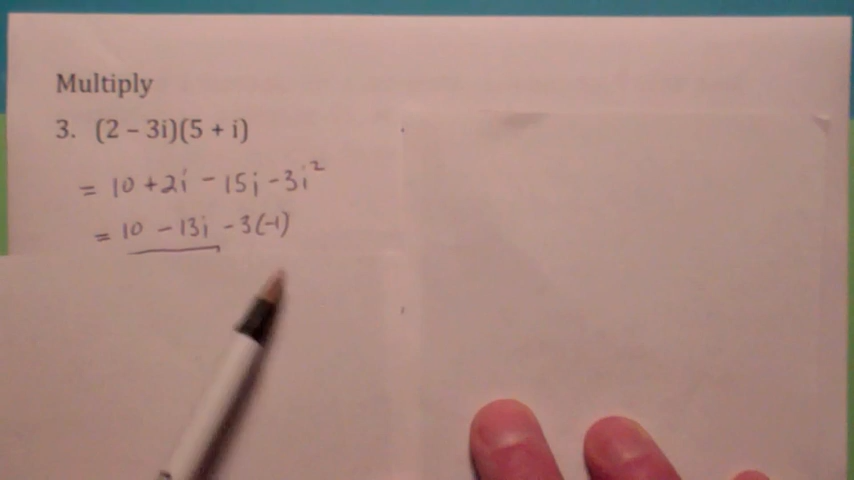 Multiply
3. (2 – 3i)(5 + i)
= 10 + 2i - 15i - 3i²
= 10 - 13i - 3(-1)